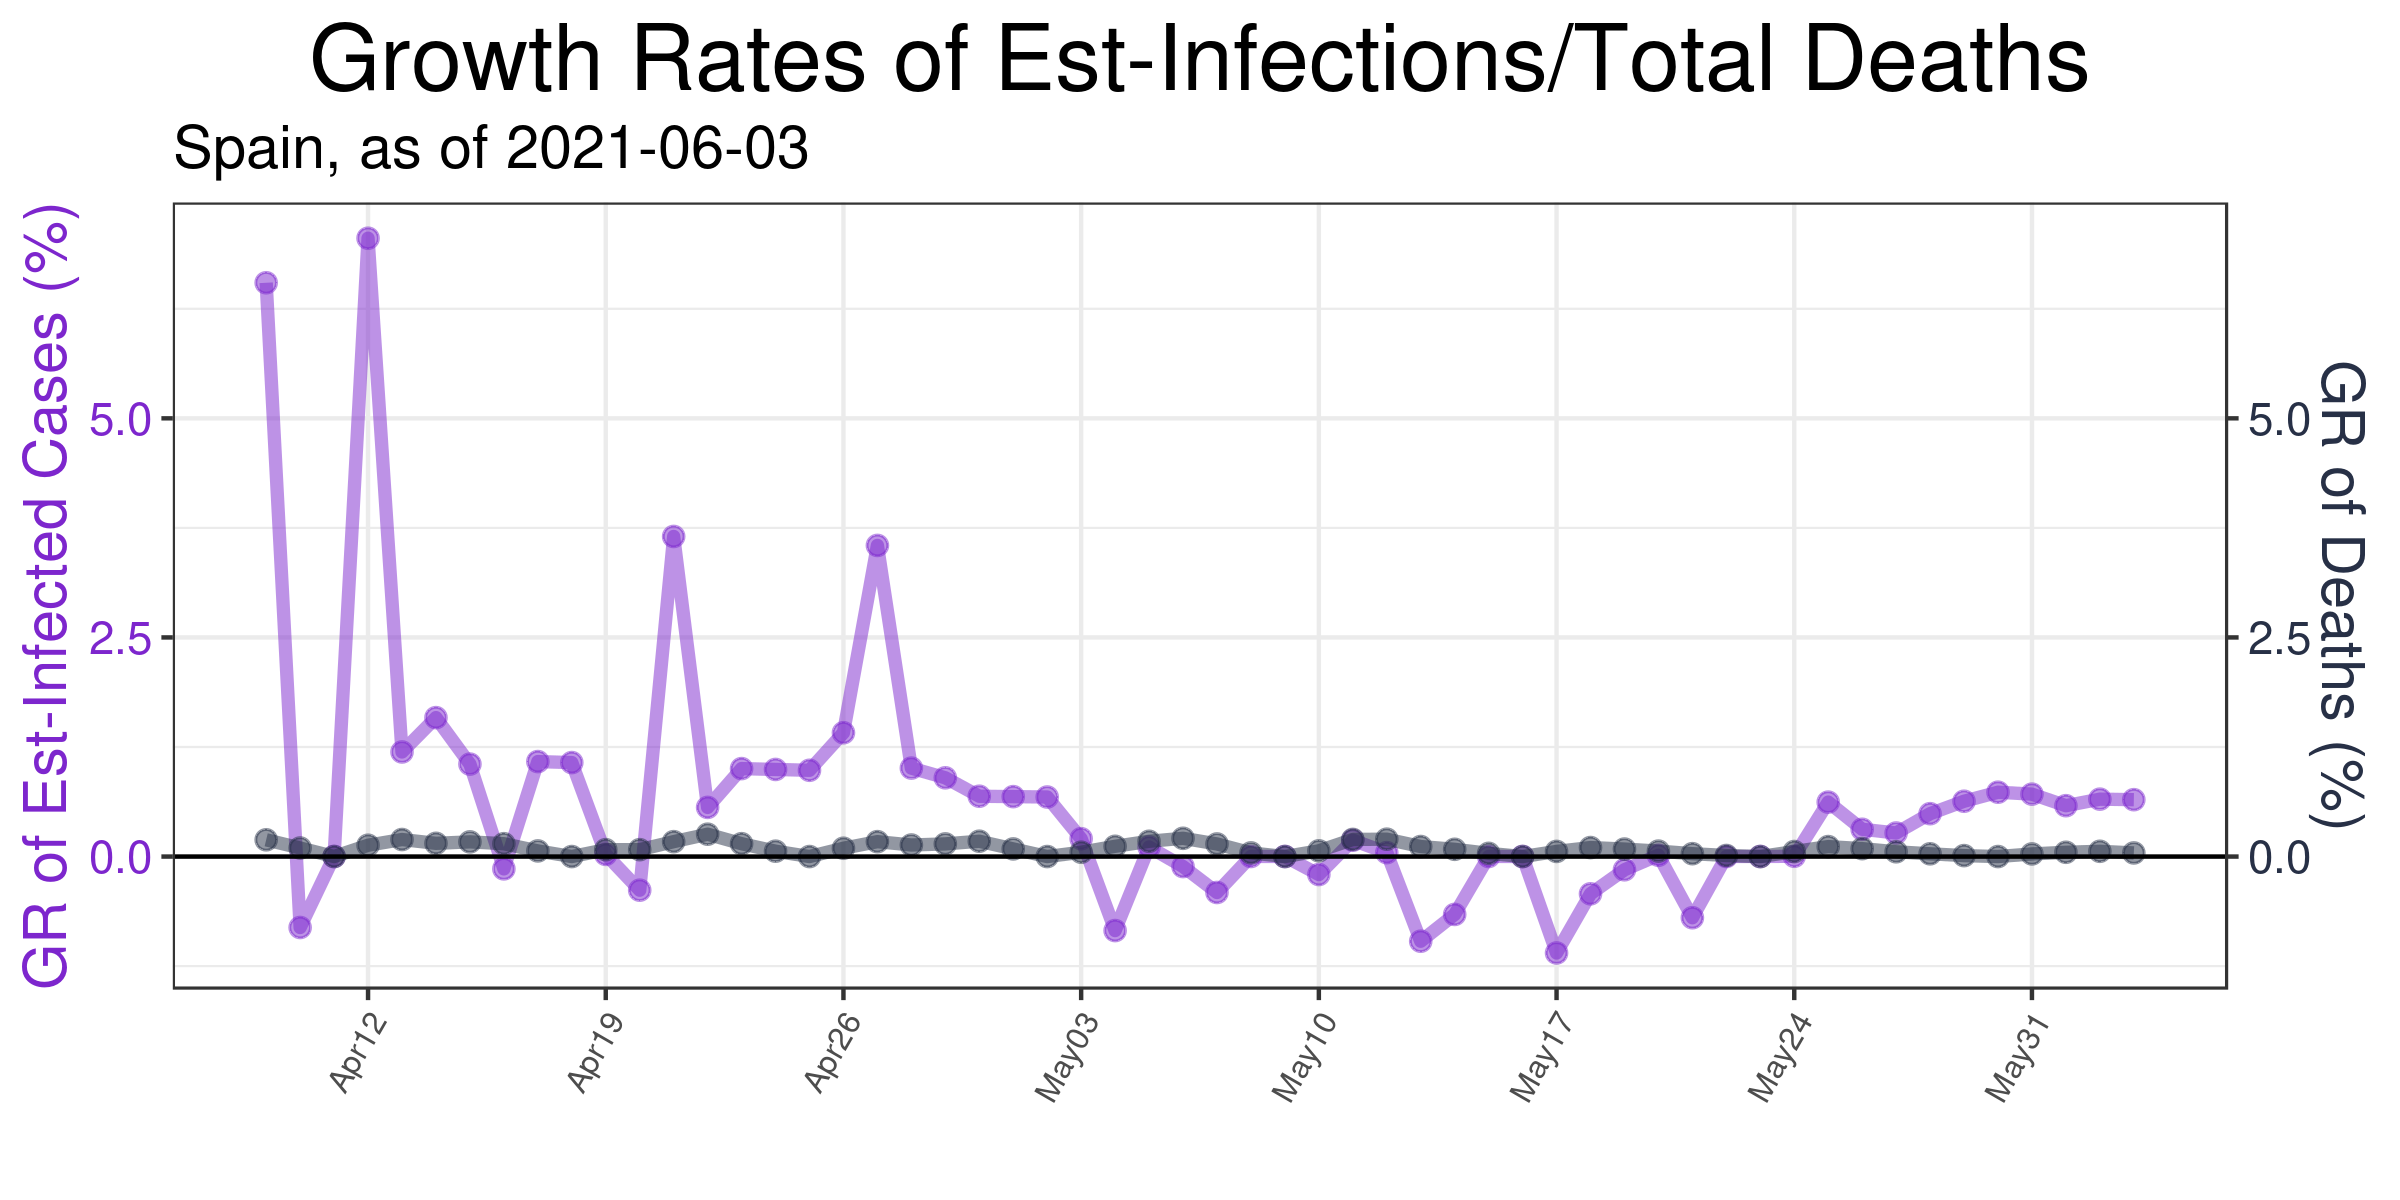 Growth Rates of Est-Infections/Total Deaths
Spain, as of 2021-06-03
GR of Est-Infected Cases (%)
5.0
2.5
0.0
5.0
2.5
0.0
GR of Deaths (%)
Apr12
Apr19
Apr26
May03
May10
May17
May24
May31